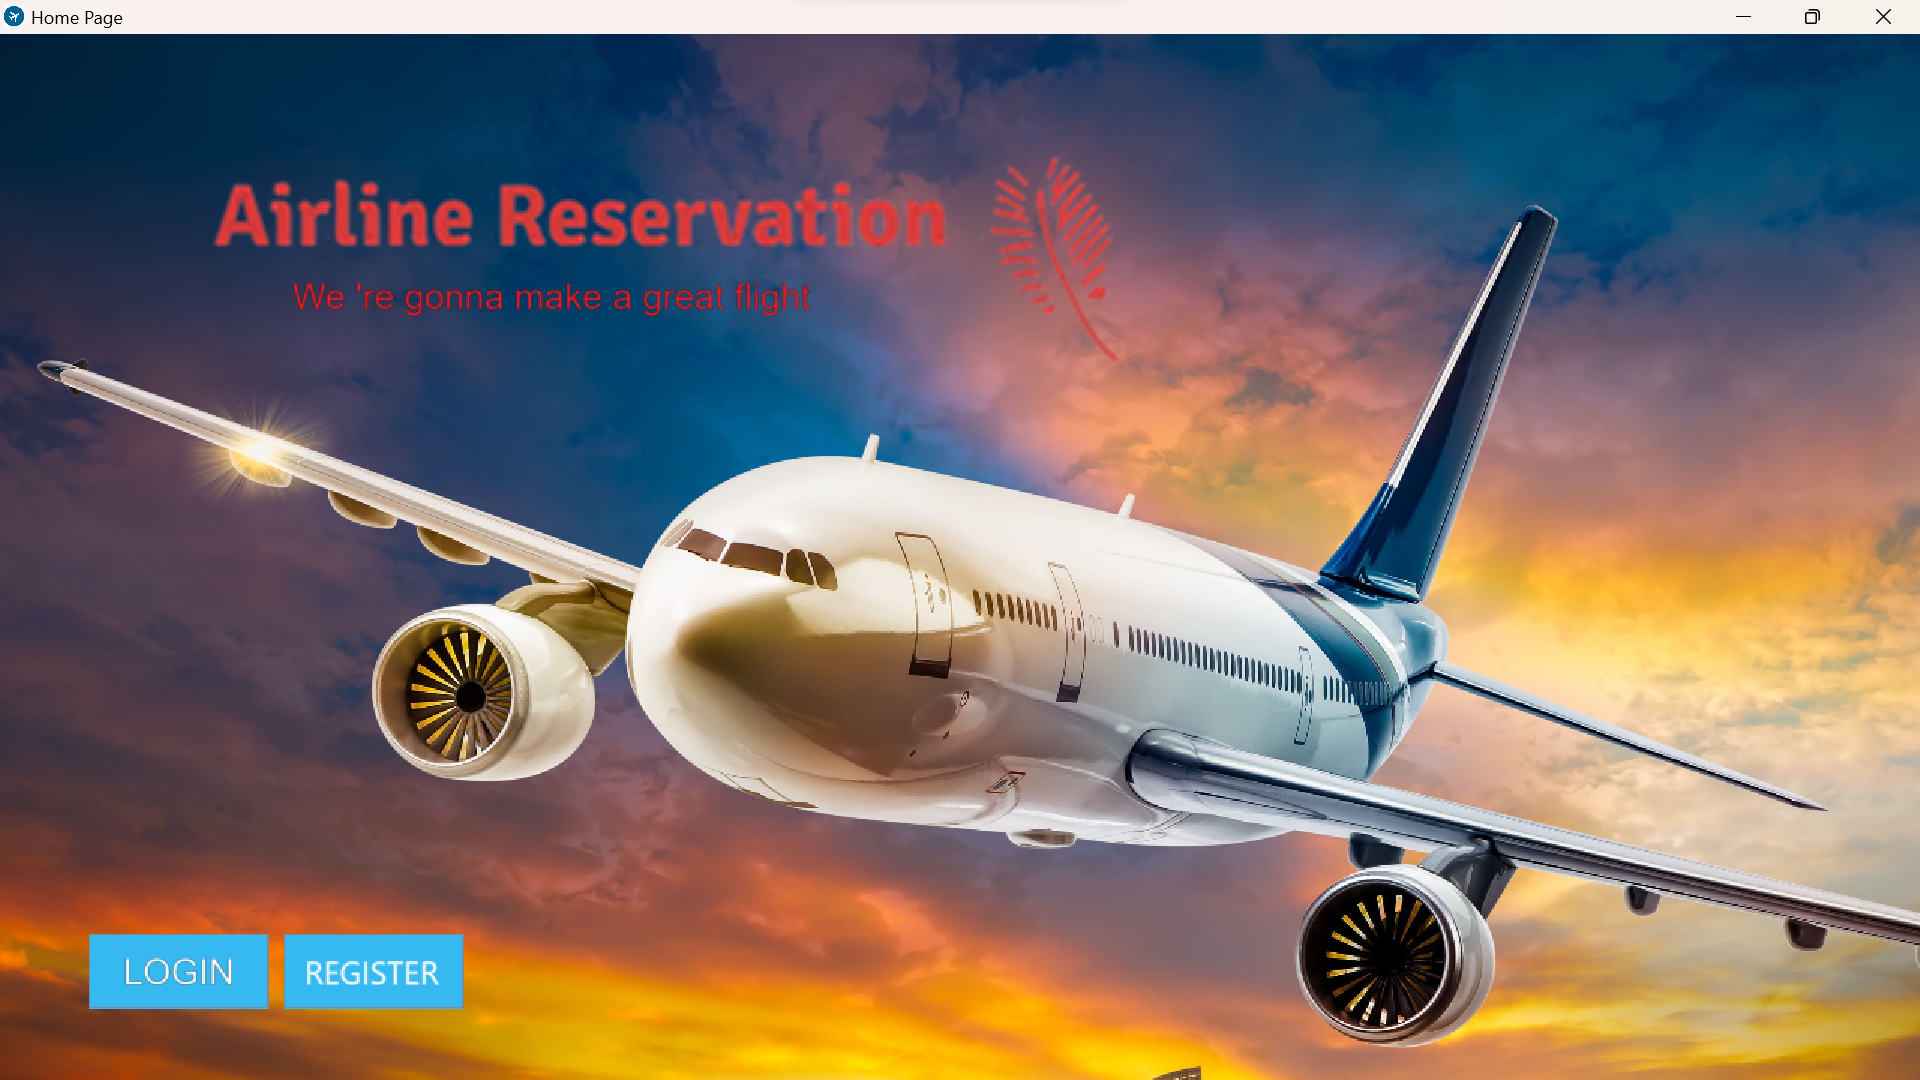 Home Page
Airline Reservation
We 're gonna make a great flight
LOGIN
REGISTER